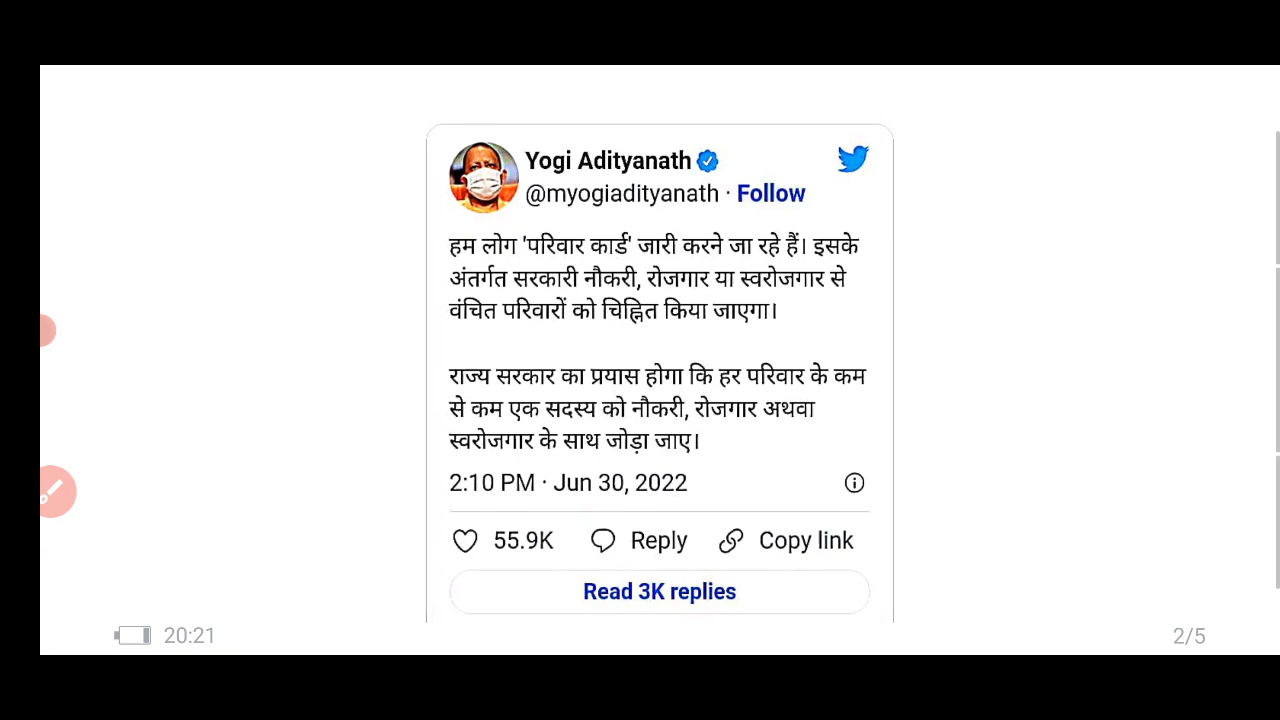 Yogi Adityanath
@myogiadityanath · Follow
हम लोग 'परिवार कार्ड' जारी करने जा रहे हैं। इसके
अंतर्गत सरकारी नौकरी, रोजगार या स्वरोजगार से
वंचित परिवारों को चिह्नित किया जाएगा।
राज्य सरकार का प्रयास होगा कि हर परिवार के कम
से कम एक सदस्य को नौकरी, रोजगार अथवा
स्वरोजगार के साथ जोड़ा जाए।
2:10 PM · Jun 30, 2022
55.9K Reply Copy link
Read 3K replies
20:21 2/5